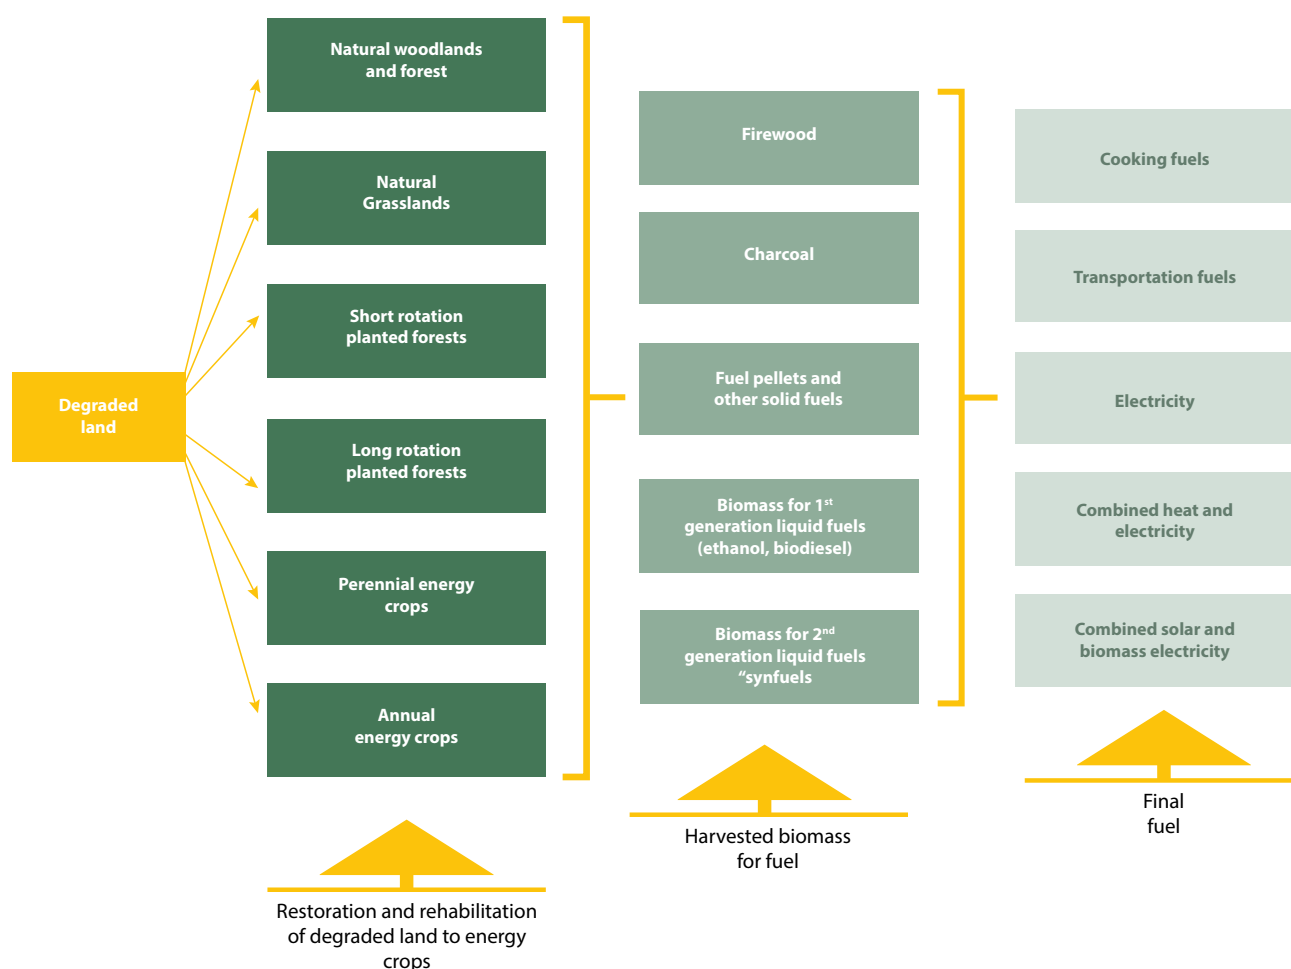 Degraded
land
Natural woodlands
and forest
Natural
Grasslands
Short rotation
planted forests
Long rotation
planted forests
Perennial energy
crops
Annual
energy crops
Restoration and rehabilitation
of degraded land to energy
crops
Firewood
Charcoal
Fuel pellets and
other solid fuels
Biomass for 1st
generation liquid fuels
(ethanol, biodiesel)
Biomass for 2nd
generation liquid fuels
“synfuels
Harvested biomass
for fuel
Cooking fuels
Transportation fuels
Electricity
Combined heat and
electricity
Combined solar and
biomass electricity
Final
fuel